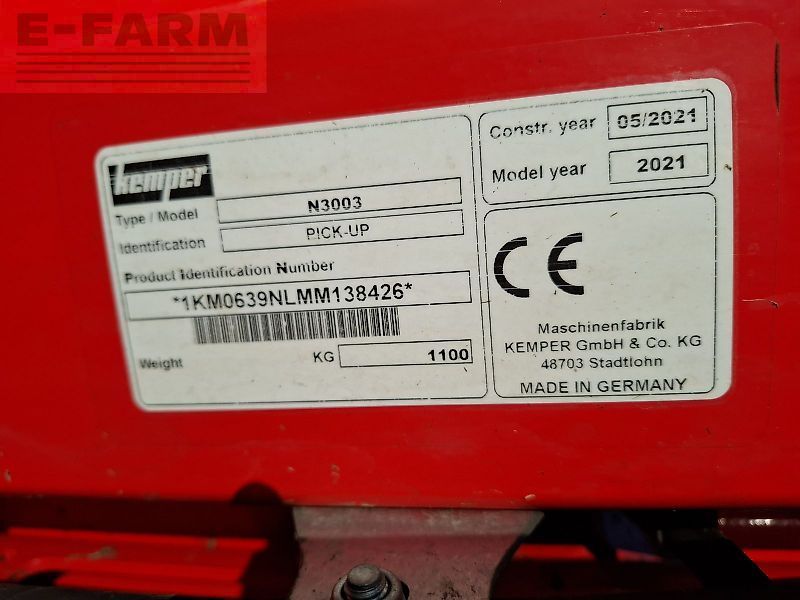 E-FARM
kemper
Type / Model N3003
Identification PICK-UP
Product Identification Number
*1KM0639NLMM138426*
Weight KG 1100
Constr. year 05/2021
Model year 2021
CE
Maschinenfabrik
KEMPER GmbH & Co. KG
48703 Stadtlohn
MADE IN GERMANY